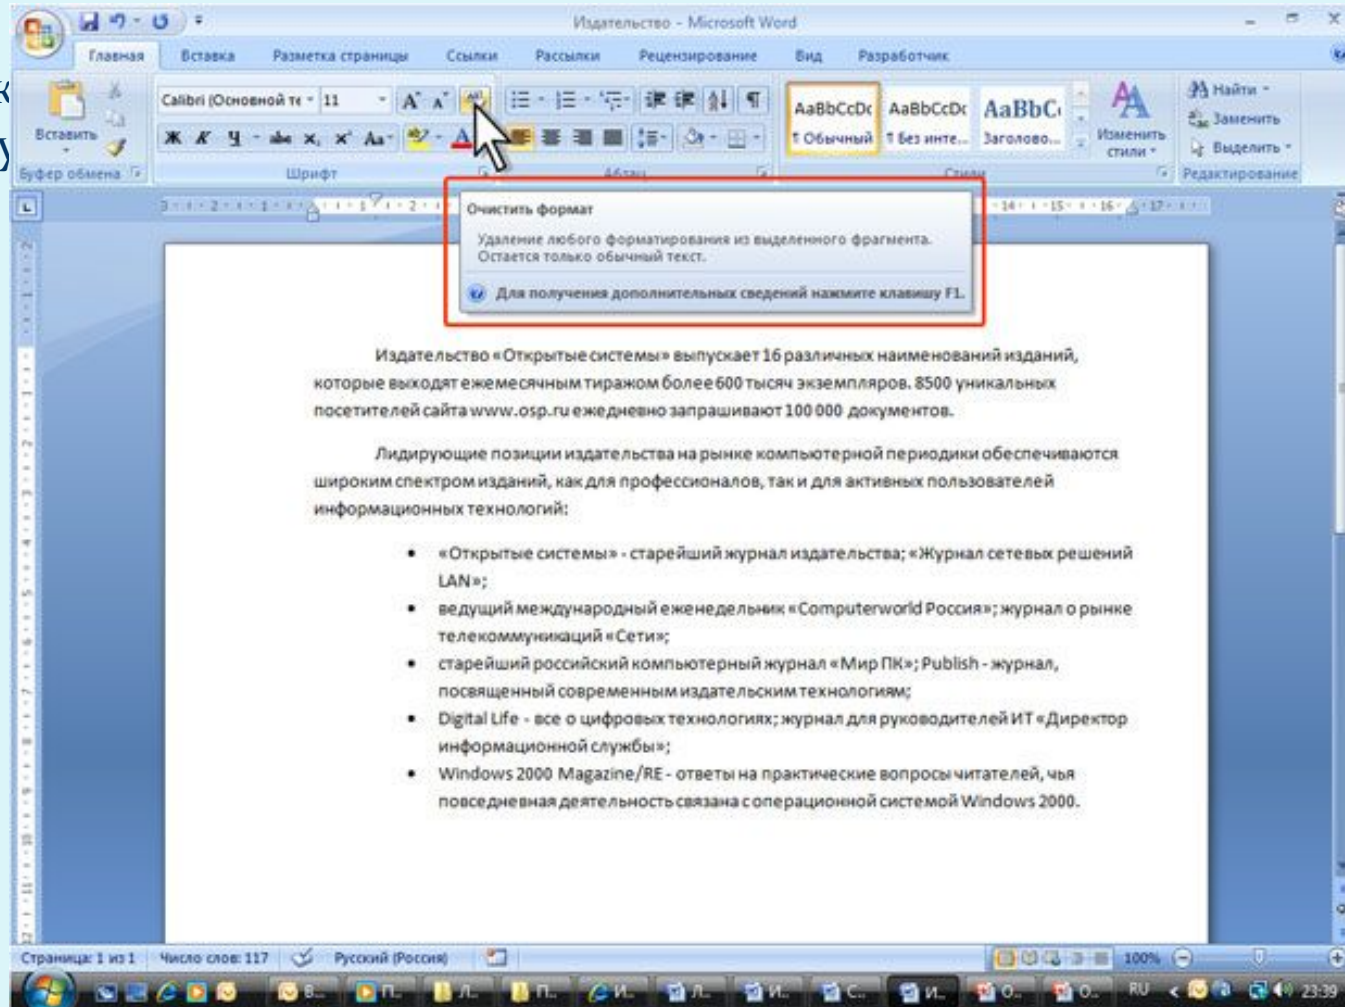 Издательство - Microsoft Word
Главная Вставка Разметка страницы Ссылки Рассылки Рецензирование Вид Разработчик
Calibri (Основной те 11
Вставить
Ж К Ч abc x, x² Aa
AaBbCcDc AaBbCcDc AaBbC
¶ Обычный ¶ Без инте... Заголово...
Изменить стили
Найти
Заменить
Выделить
Буфер обмена Шрифт Абзац Стили Редактирование
Очистить формат
Удаление любого форматирования из выделенного фрагмента.
Остается только обычный текст.
Для получения дополнительных сведений нажмите клавишу F1.
Издательство «Открытые системы» выпускает 16 различных наименований изданий,
которые выходят ежемесячным тиражом более 600 тысяч экземпляров. 8500 уникальных
посетителей сайта www.osp.ru ежедневно запрашивают 100 000 документов.
Лидирующие позиции издательства на рынке компьютерной периодики обеспечиваются
широким спектром изданий, как для профессионалов, так и для активных пользователей
информационных технологий:
• «Открытые системы» - старейший журнал издательства; «Журнал сетевых решений
LAN»;
• ведущий международный еженедельник «Computerworld Россия»; журнал о рынке
телекоммуникаций «Сети»;
• старейший российский компьютерный журнал «Мир ПК»; Publish - журнал,
посвященный современным издательским технологиям;
• Digital Life - все о цифровых технологиях; журнал для руководителей ИТ «Директор
информационной службы»;
• Windows 2000 Magazine/RE - ответы на практические вопросы читателей, чья
повседневная деятельность связана с операционной системой Windows 2000.
Страница: 1 из 1 Число слов: 117 Русский (Россия) 100%
В... П... Л... П... И... Л... И... С... И... О... О... RU 23:39